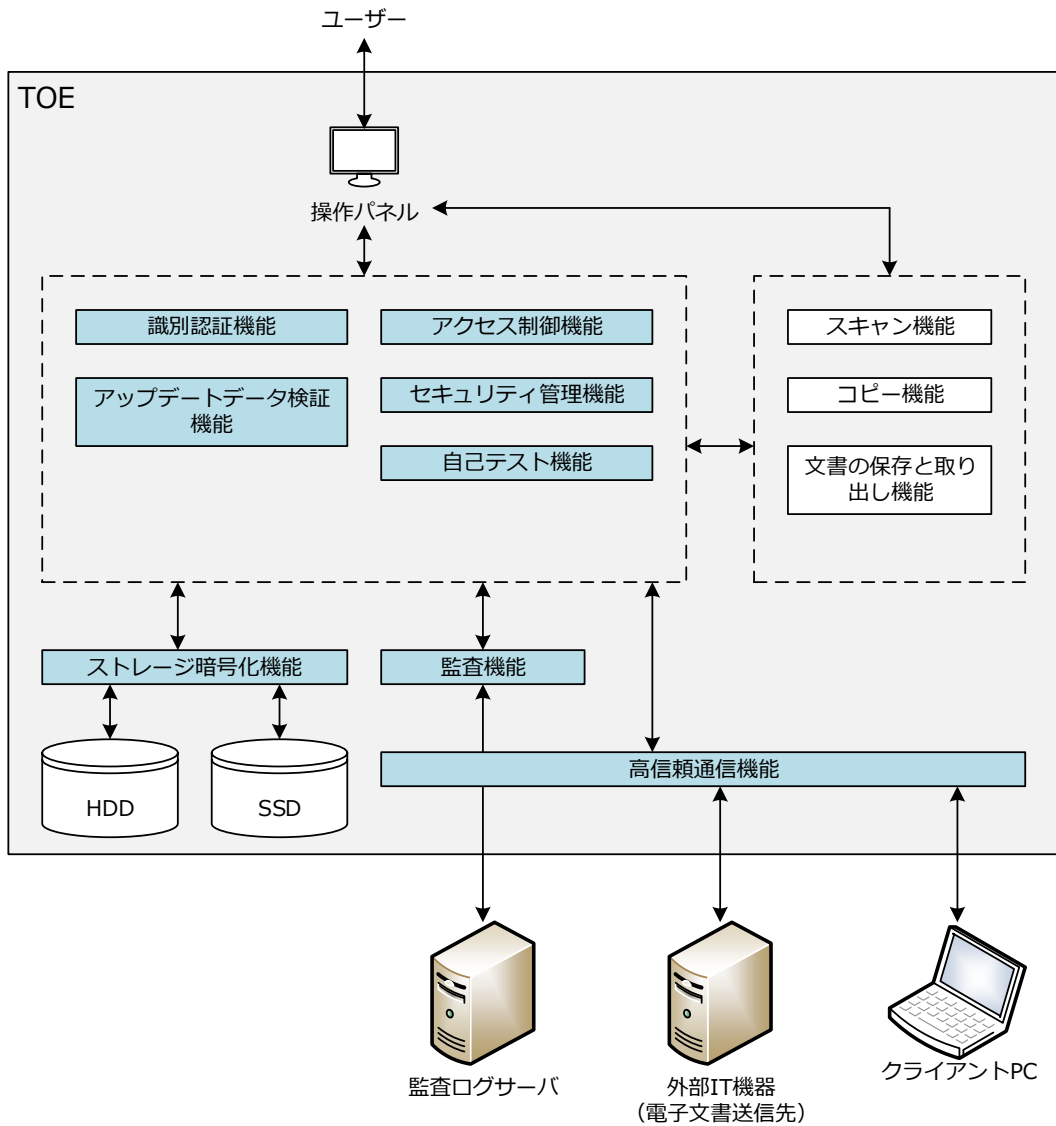 ユーザー
TOE
操作パネル
識別認証機能
アクセス制御機能
スキャン機能
アップデートデータ検証
機能
セキュリティ管理機能
コピー機能
自己テスト機能
文書の保存と取り
出し機能
ストレージ暗号化機能
監査機能
高信頼通信機能
HDD
SSD
監査ログサーバ
外部IT機器
（電子文書送信先）
クライアントPC